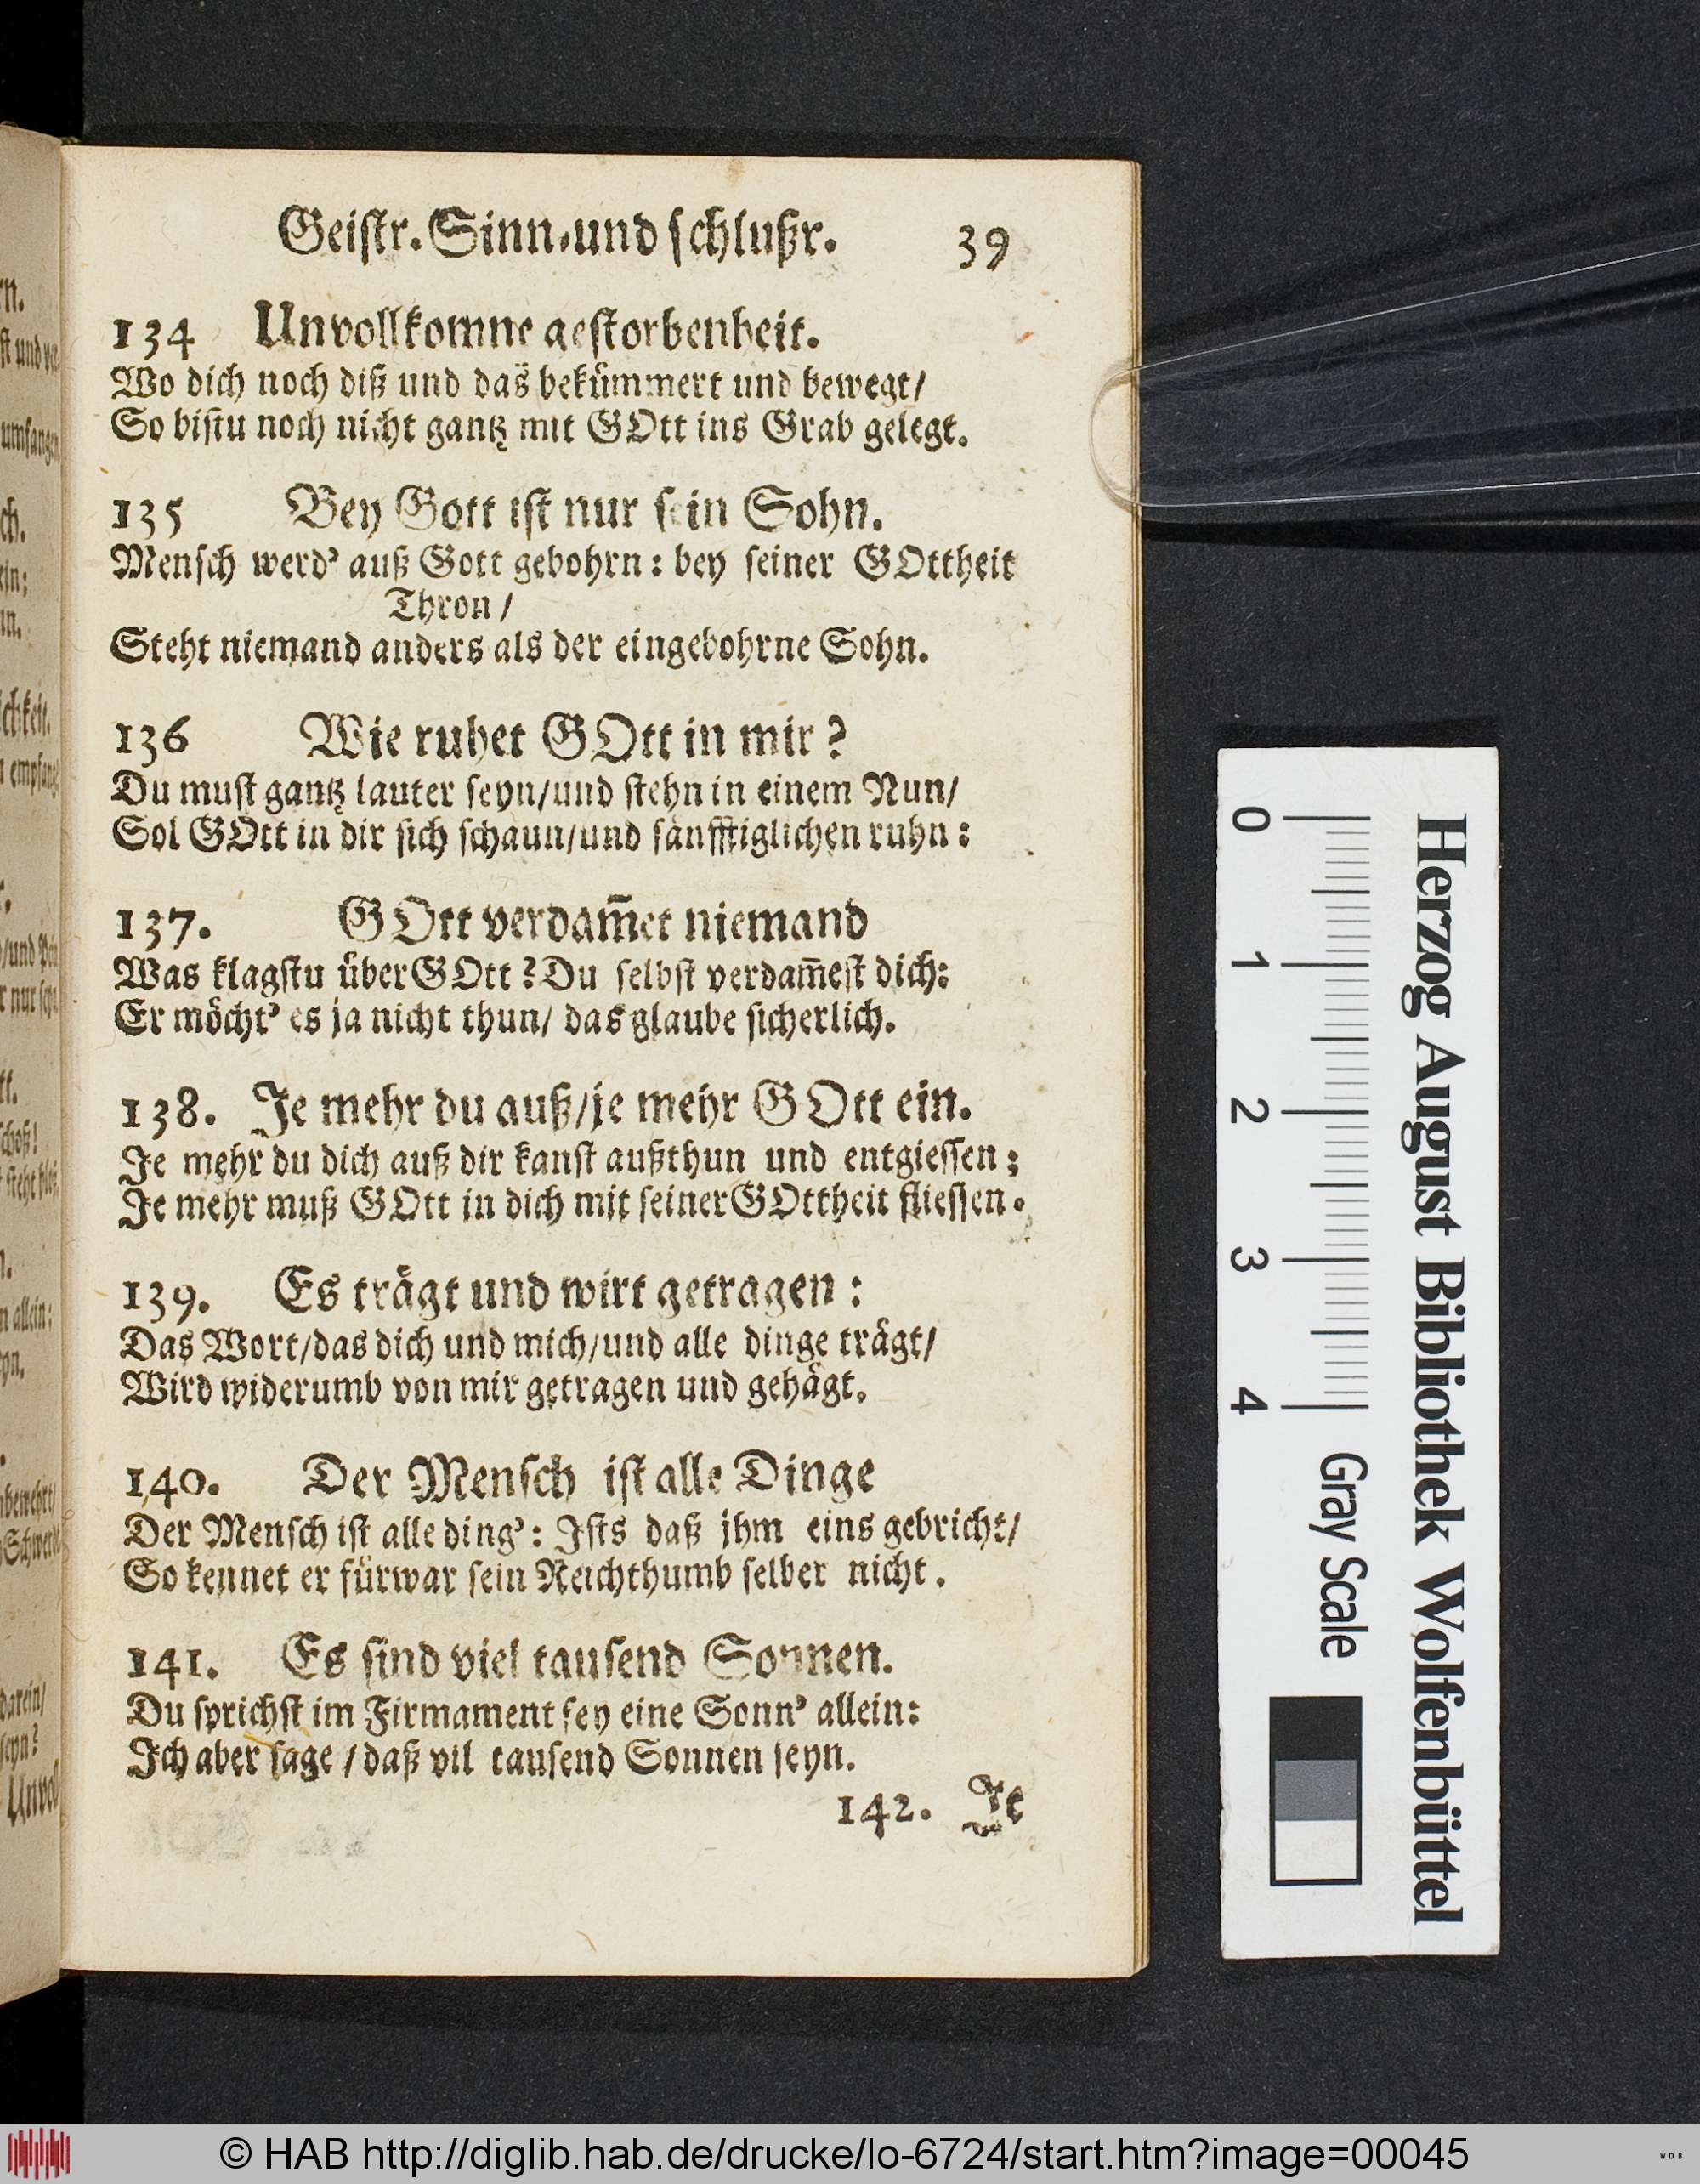 Geistr. Sinn- und schlußr. 39
134 Unvollkomne gestorbenheit.
Wo dich noch diß und das bekümmert und bewegt/
So bistu noch nicht gantz mit GOtt ins Grab gelegt.
135 Bey Gott ist nur sein Sohn.
Mensch werd' auß Gott gebohrn: bey seiner GOttheit
Thron/
Steht niemand anders als der eingebohrne Sohn.
136 Wie ruhet GOtt in mir?
Du must gantz lauter seyn/und stehn in einem Nun/
Sol GOtt in dir sich schaun/und sänfftiglichen ruhn:
137. GOtt verdam̄et niemand
Was klagstu über GOtt? Du selbst verdam̄est dich:
Er möcht' es ja nicht thun/ das glaube sicherlich.
138. Je mehr du auß/je mehr GOtt ein.
Je mehr du dich auß dir kanst außthun und entgiessen;
Je mehr muß GOtt in dich mit seiner GOttheit fliessen.
139. Es trägt und wirt getragen:
Das Wort/das dich und mich/und alle dinge trägt/
Wird widerumb von mir getragen und gehägt.
140. Der Mensch ist alle Dinge
Der Mensch ist alle ding': Jsts daß jhm eins gebricht/
So kennet er fürwar sein Reichthumb selber nicht.
141. Es sind viel tausend Sonnen.
Du sprichst im Firmament sey eine Sonn' allein:
Jch aber sage/daß vil tausend Sonnen seyn.
142. Je
Herzog August Bibliothek Wolfenbüttel
0 1 2 3 4 Gray Scale
© HAB http://diglib.hab.de/drucke/lo-6724/start.htm?image=00045
WDB